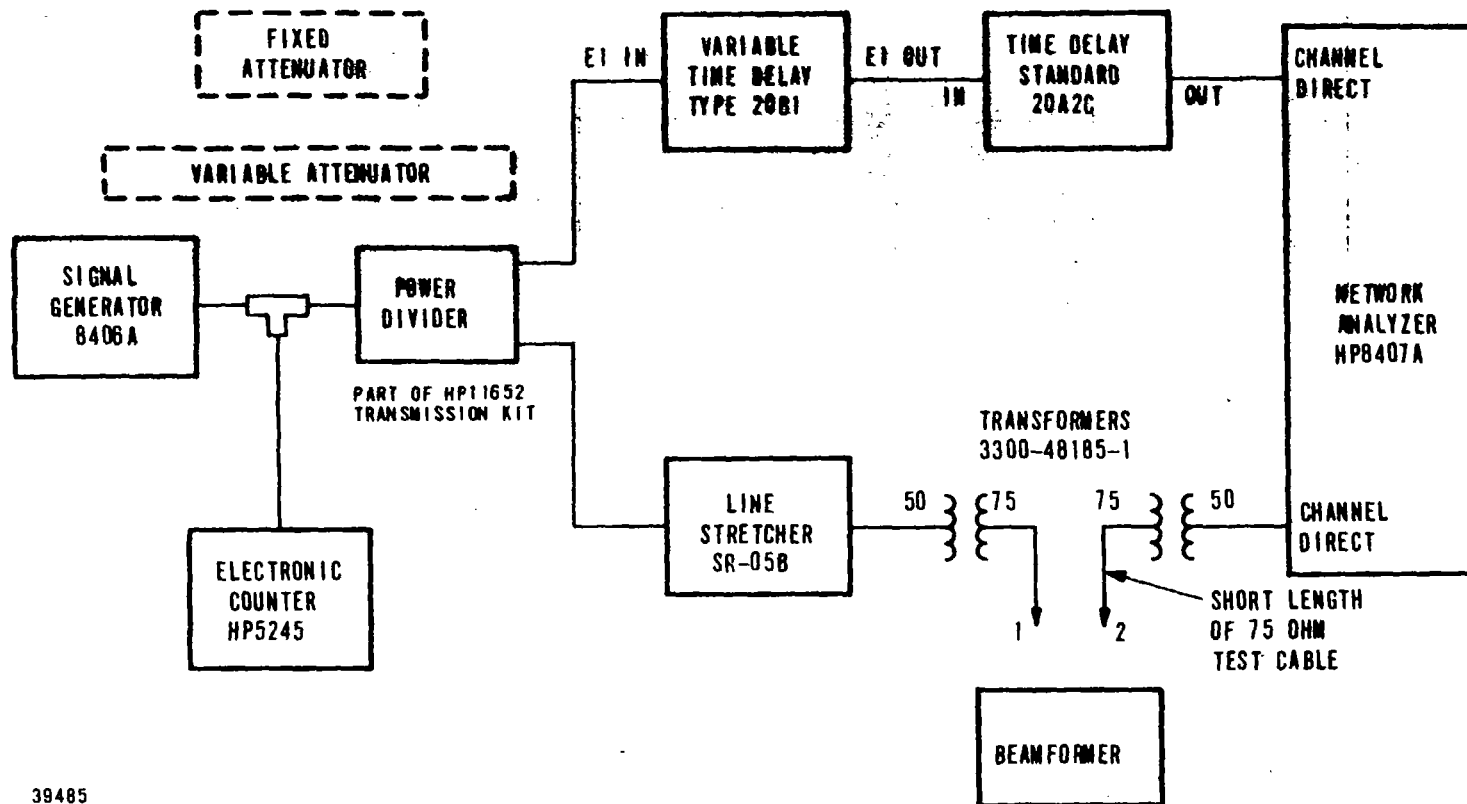 FIXED
ATTENUATOR
VARIABLE ATTENUATOR
SIGNAL
GENERATOR
8406A
POWER
DIVIDER
PART OF HP11652
TRANSMISSION KIT
ELECTRONIC
COUNTER
HP5245
E1 IN
VARIABLE
TIME DELAY
TYPE 20B1
E1 OUT
IN
TIME DELAY
STANDARD
20A2C
OUT
CHANNEL
DIRECT
NETWORK
ANALYZER
HP8407A
LINE
STRETCHER
SR-05B
TRANSFORMERS
3300-48185-1
50
75
75
50
CHANNEL
DIRECT
1
2
SHORT LENGTH
OF 75 OHM
TEST CABLE
BEAMFORMER
39485